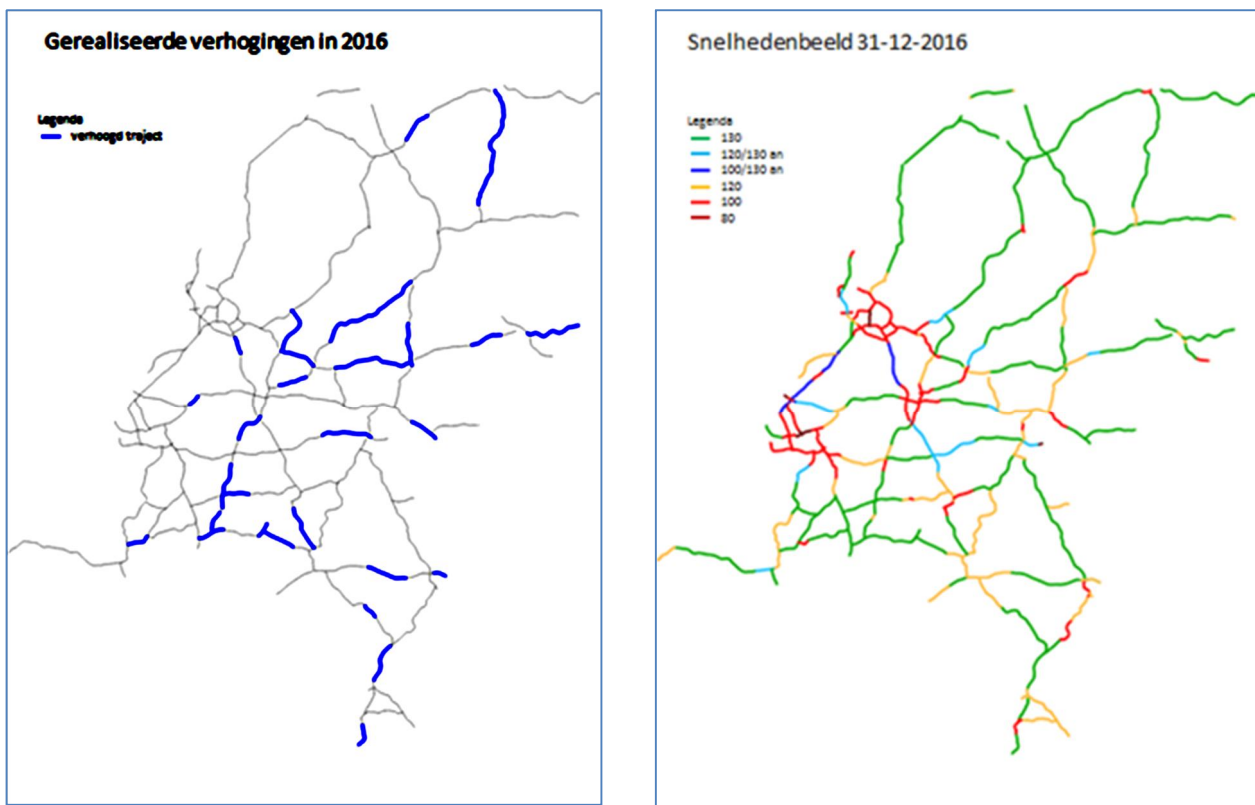 Gerealiseerde verhogingen in 2016
Legenda
verhoogd traject
Snelhedenbeeld 31-12-2016
Legenda
130
120/130 an
100/130 an
120
100
80